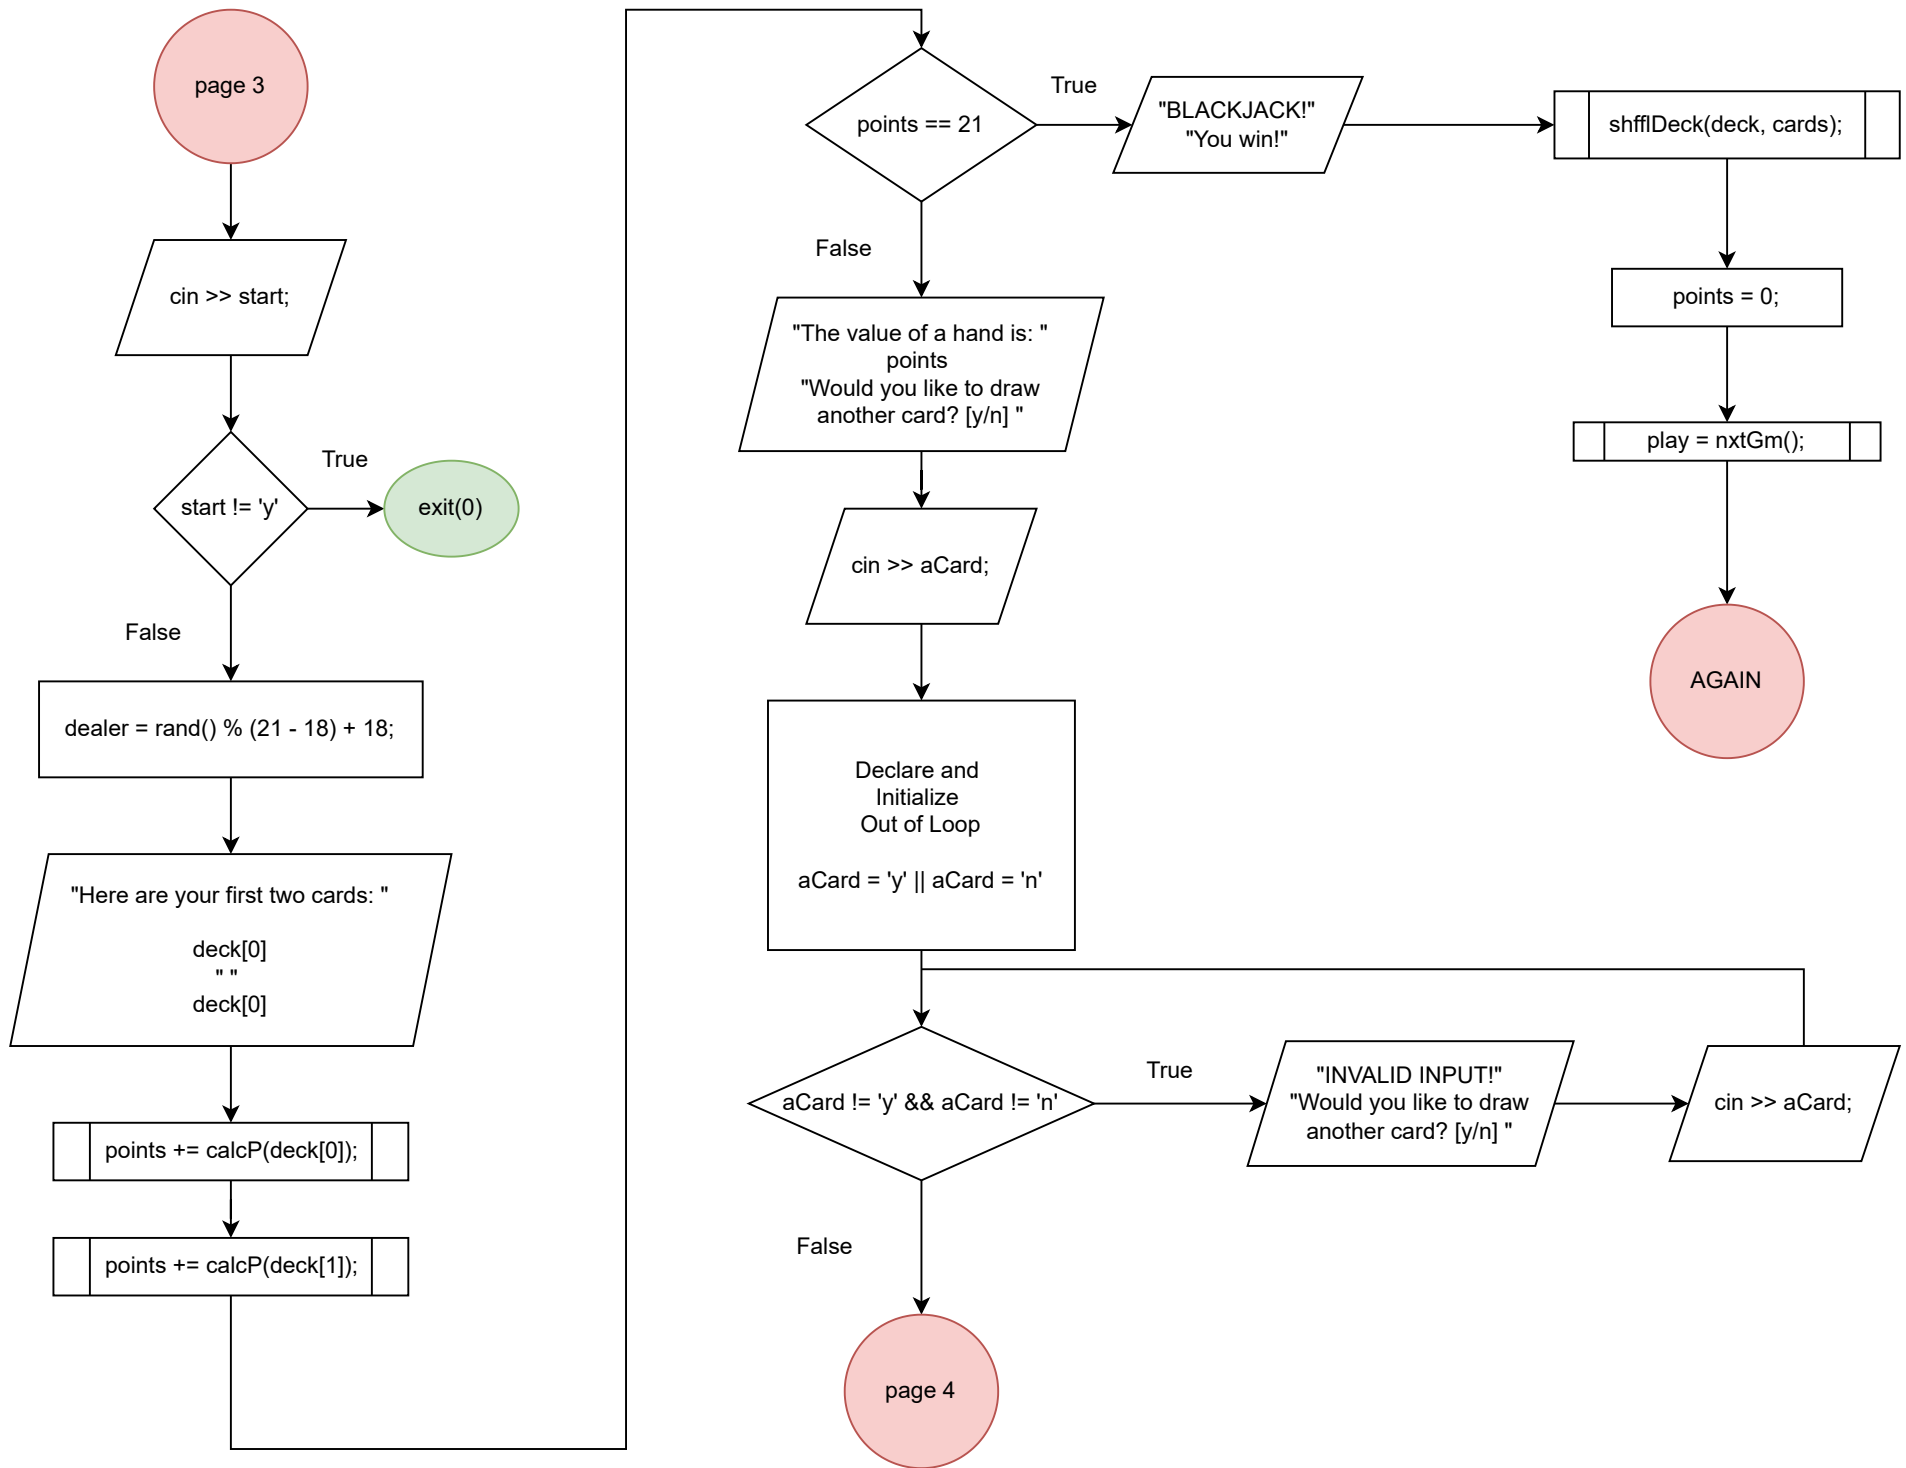 page 3
cin >> start;
start != 'y'
True
exit(0)
False
dealer = rand() % (21 - 18) + 18;
"Here are your first two cards: "
deck[0]
" "
deck[0]
points += calcP(deck[0]);
points += calcP(deck[1]);
points == 21
True
"BLACKJACK!"
"You win!"
shfflDeck(deck, cards);
points = 0;
play = nxtGm();
AGAIN
False
"The value of a hand is: "
points
"Would you like to draw
another card? [y/n] "
cin >> aCard;
Declare and
Initialize
Out of Loop
aCard = 'y' || aCard = 'n'
aCard != 'y' && aCard != 'n'
True
"INVALID INPUT!"
"Would you like to draw
another card? [y/n] "
cin >> aCard;
False
page 4